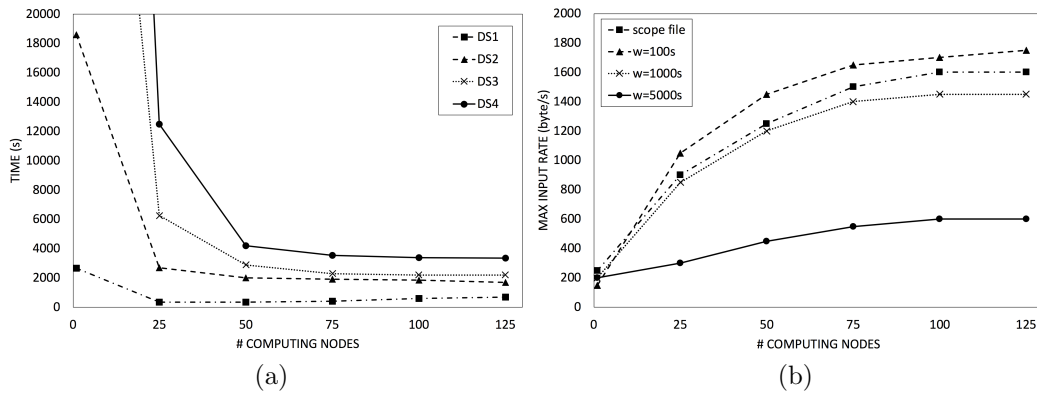 20000
18000
16000
14000
12000
10000
8000
6000
4000
2000
0
TIME (s)
DS1
DS2
DS3
DS4
0 25 50 75 100 125
# COMPUTING NODES
(a)
2000
1800
1600
1400
1200
1000
800
600
400
200
0
MAX INPUT RATE (byte/s)
scope file
w=100s
w=1000s
w=5000s
0 25 50 75 100 125
# COMPUTING NODES
(b)